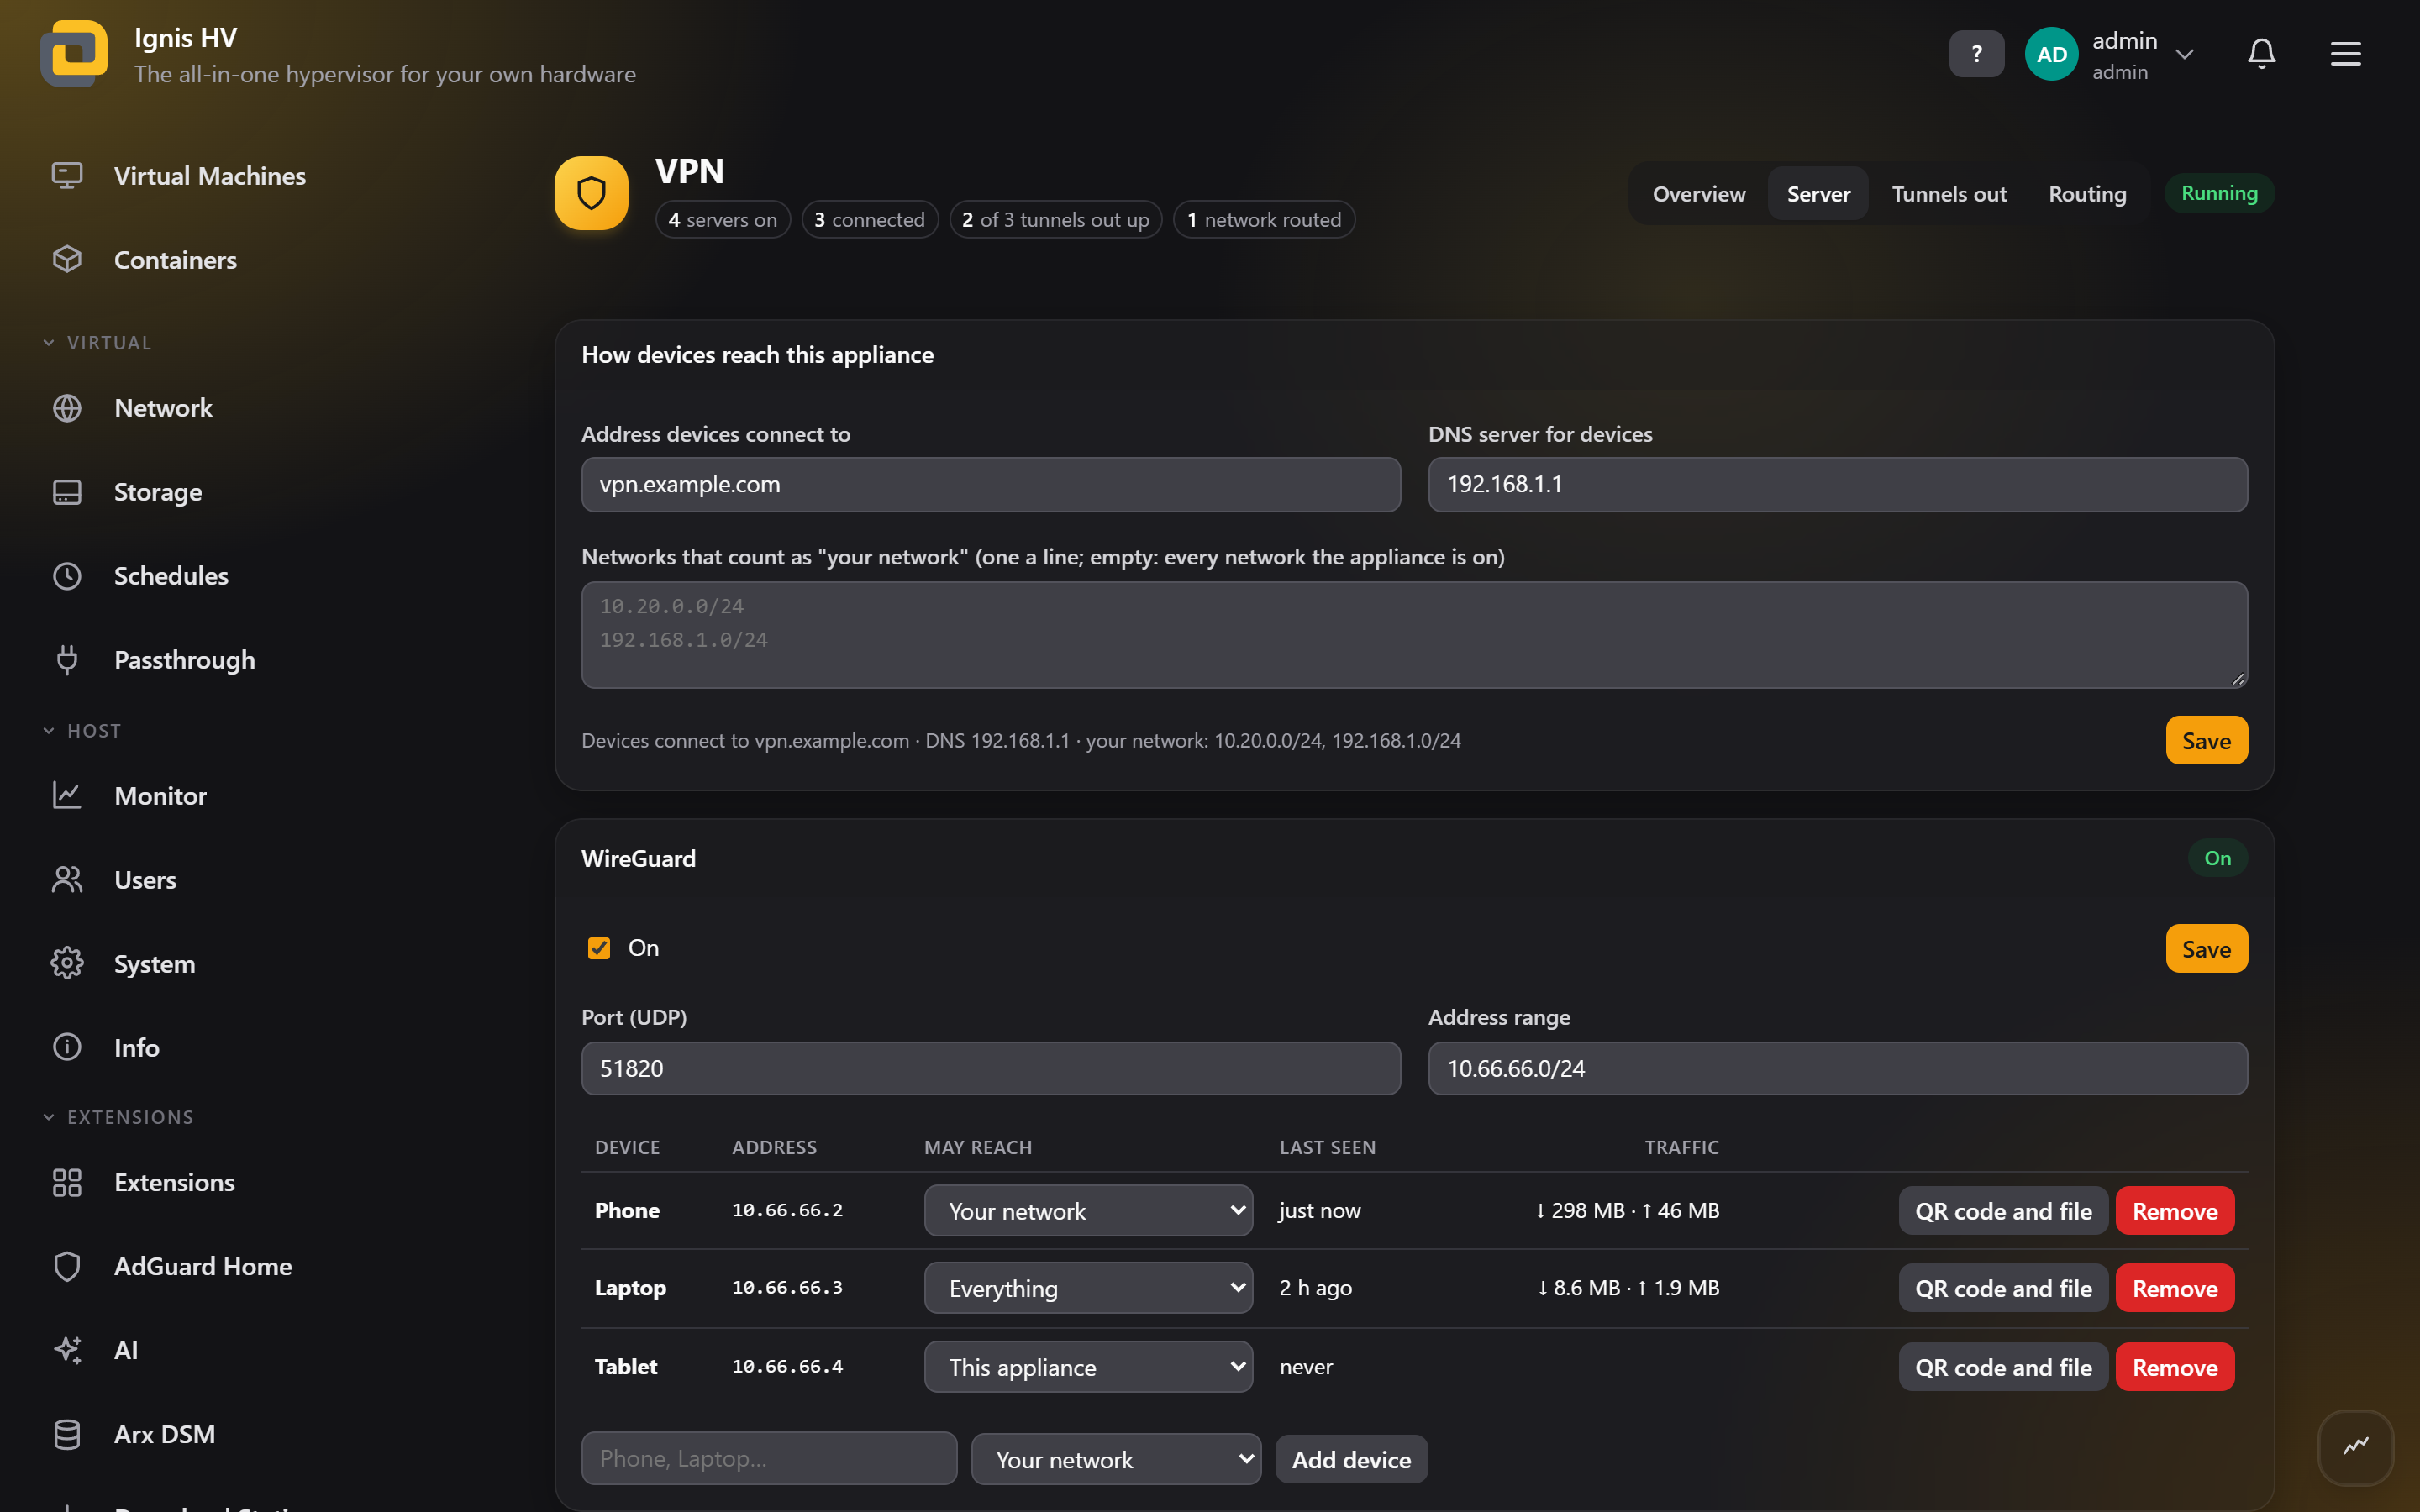 Ignis HV
The all-in-one hypervisor for your own hardware
?
AD
admin
admin
Virtual Machines
Containers
VIRTUAL
Network
Storage
Schedules
Passthrough
HOST
Monitor
Users
System
Info
EXTENSIONS
Extensions
AdGuard Home
AI
Arx DSM
VPN
4 servers on
3 connected
2 of 3 tunnels out up
1 network routed
Overview
Server
Tunnels out
Routing
Running
How devices reach this appliance
Address devices connect to
vpn.example.com
DNS server for devices
192.168.1.1
Networks that count as "your network" (one a line; empty: every network the appliance is on)
10.20.0.0/24
192.168.1.0/24
Devices connect to vpn.example.com · DNS 192.168.1.1 · your network: 10.20.0.0/24, 192.168.1.0/24
Save
WireGuard
On
On
Save
Port (UDP)
51820
Address range
10.66.66.0/24
DEVICE ADDRESS MAY REACH LAST SEEN TRAFFIC
Phone 10.66.66.2 Your network just now ↓ 298 MB · ↑ 46 MB QR code and file Remove
Laptop 10.66.66.3 Everything 2 h ago ↓ 8.6 MB · ↑ 1.9 MB QR code and file Remove
Tablet 10.66.66.4 This appliance never QR code and file Remove
Phone, Laptop... Your network Add device